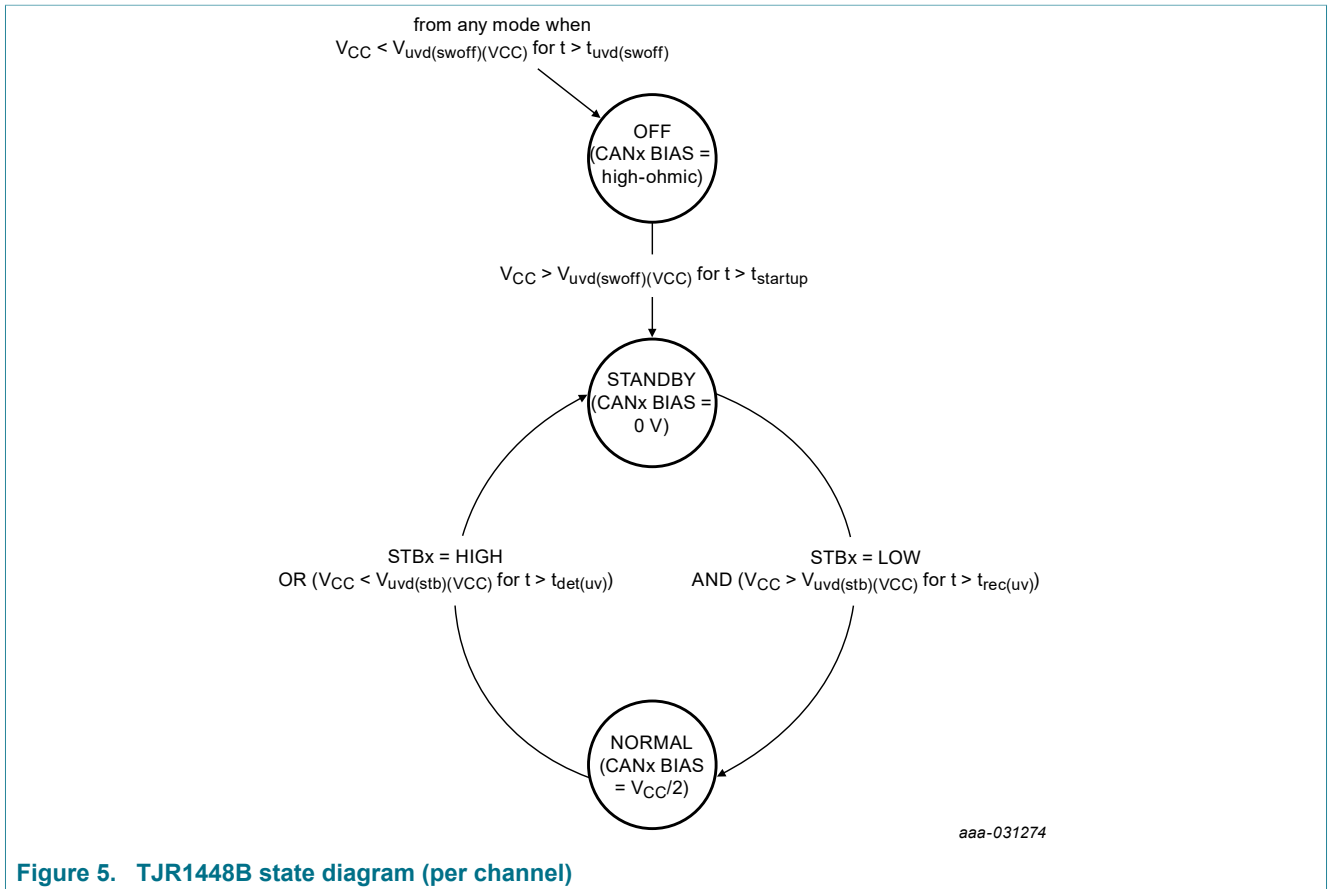 from any mode when
VCC < Vuvd(swoff)(VCC) for t > tuvd(swoff)
OFF
(CANx BIAS =
high-ohmic)
VCC > Vuvd(swoff)(VCC) for t > tstartup
STANDBY
(CANx BIAS =
0 V)
STBx = HIGH
OR (VCC < Vuvd(stb)(VCC) for t > tdet(uv))
STBx = LOW
AND (VCC > Vuvd(stb)(VCC) for t > trec(uv))
NORMAL
(CANx BIAS
= VCC/2)
aaa-031274
Figure 5. TJR1448B state diagram (per channel)